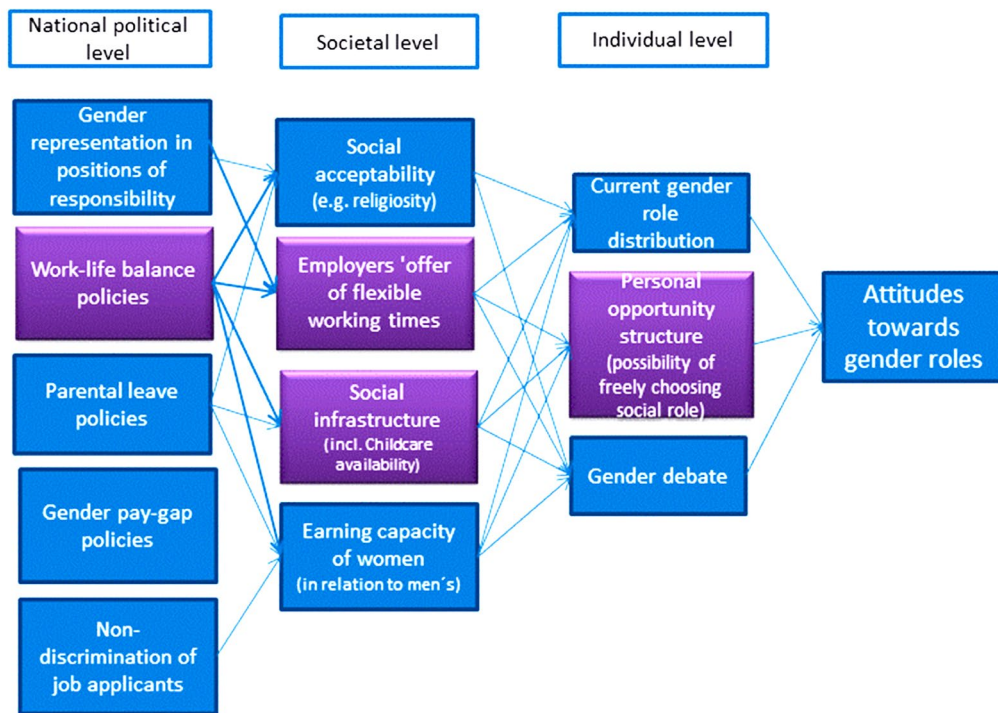 National political
level
Societal level
Individual level
Gender
representation in
positions of
responsibility
Work-life balance
policies
Parental leave
policies
Gender pay-gap
policies
Non-
discrimination of
job applicants
Social
acceptability
(e.g. religiosity)
Employers 'offer
of flexible
working times
Social
infrastructure
(incl. Childcare
availability)
Earning capacity
of women
(in relation to men´s)
Current gender
role
distribution
Personal
opportunity
structure
(possibility of
freely choosing
social role)
Gender debate
Attitudes
towards
gender roles